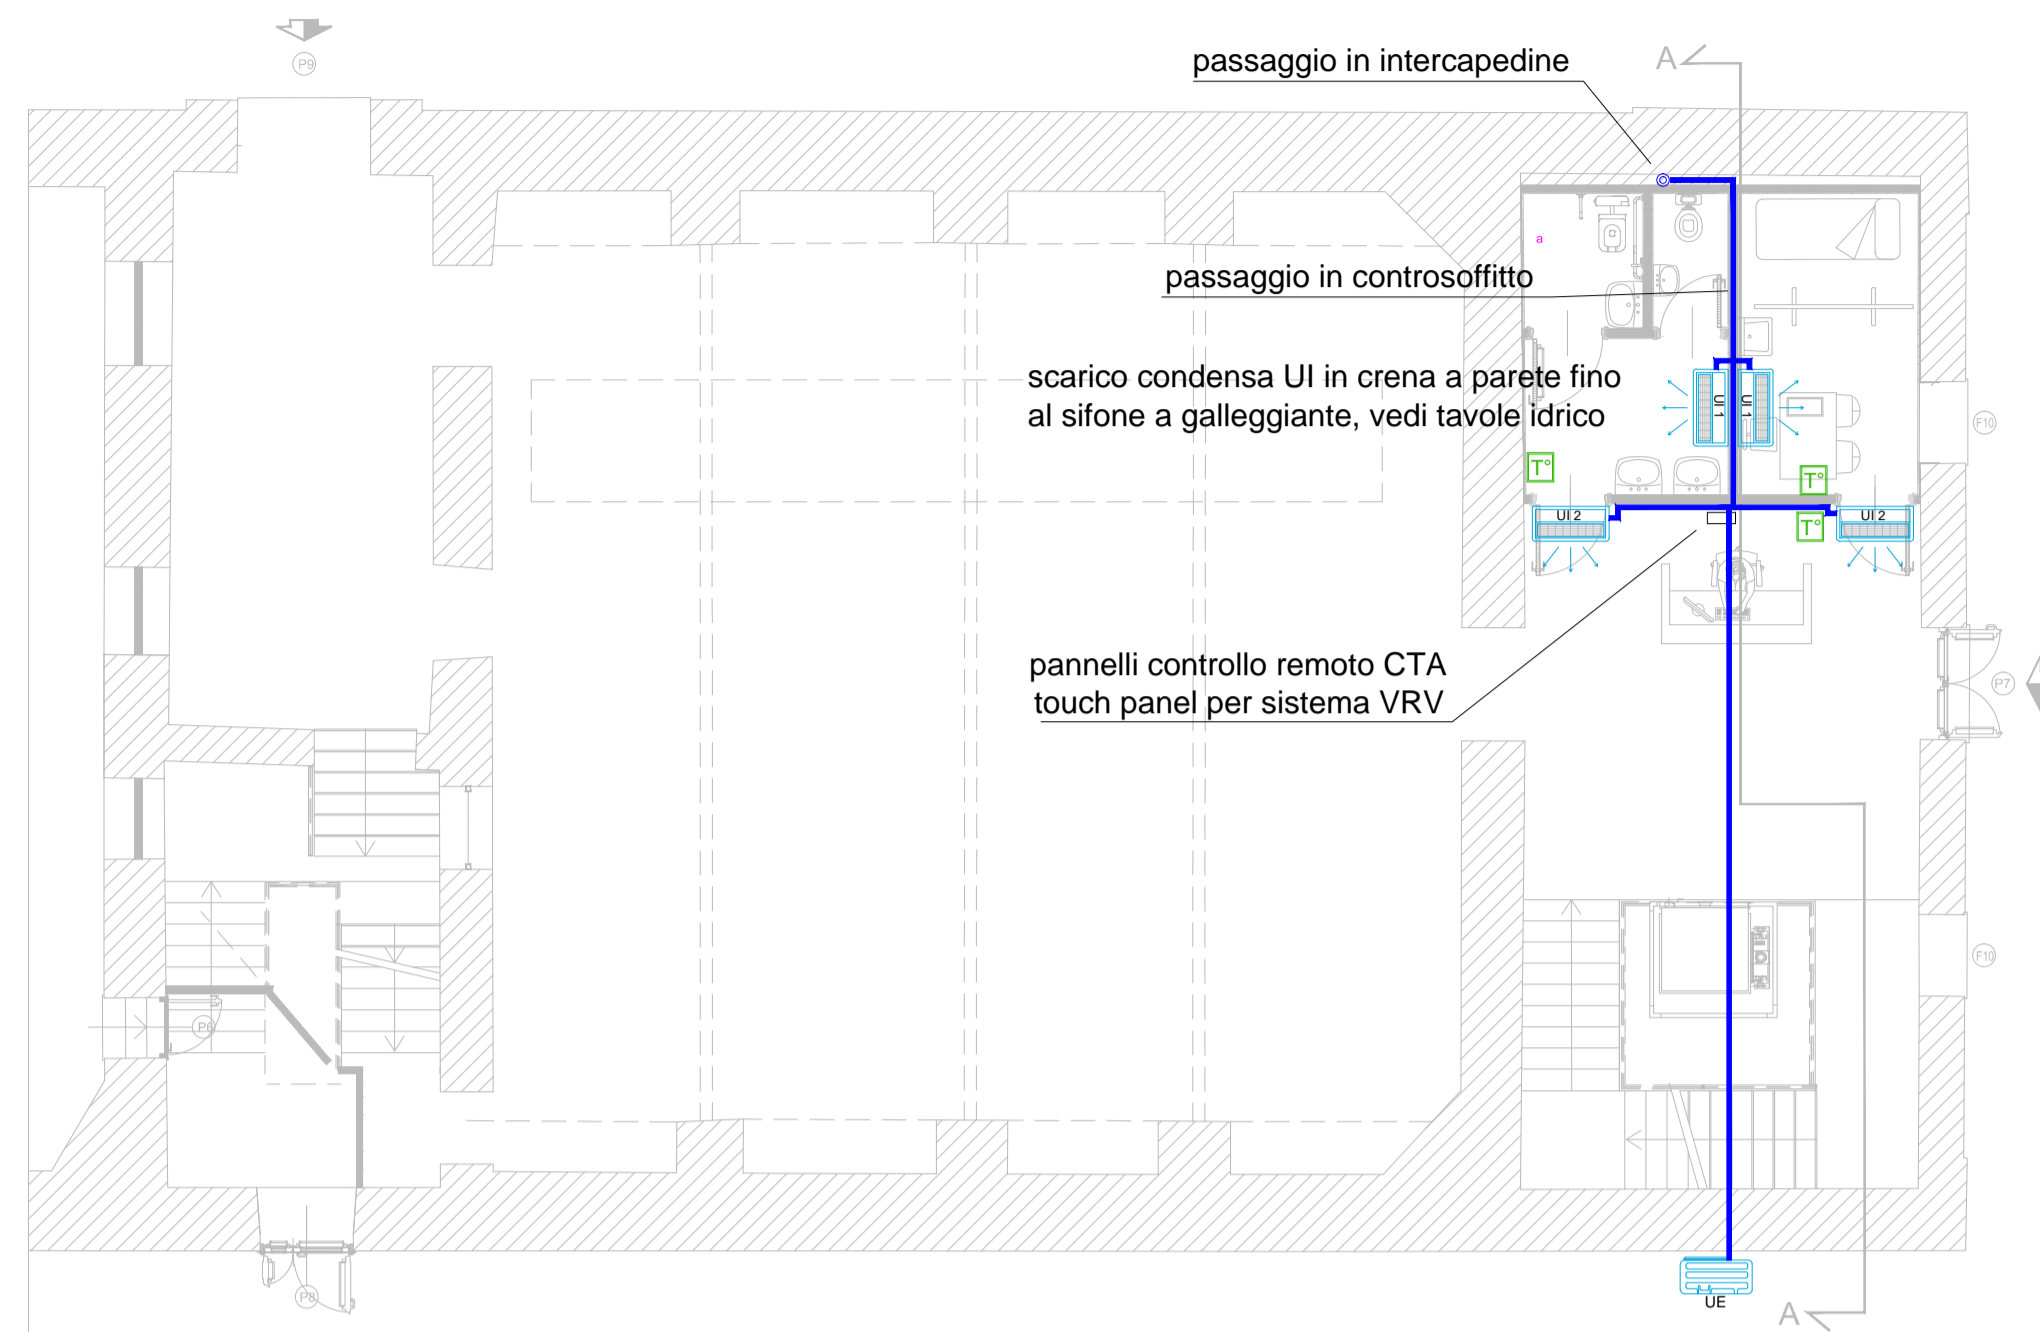 P9
passaggio in intercapedine
A
a
passaggio in controsoffitto
scarico condensa UI in crena a parete fino
al sifone a galleggiante, vedi tavole idrico
UI 1
UI 1
F10
T°
T°
UI 2
UI 2
T°
pannelli controllo remoto CTA
touch panel per sistema VRV
P7
F10
P6
P8
UE
A